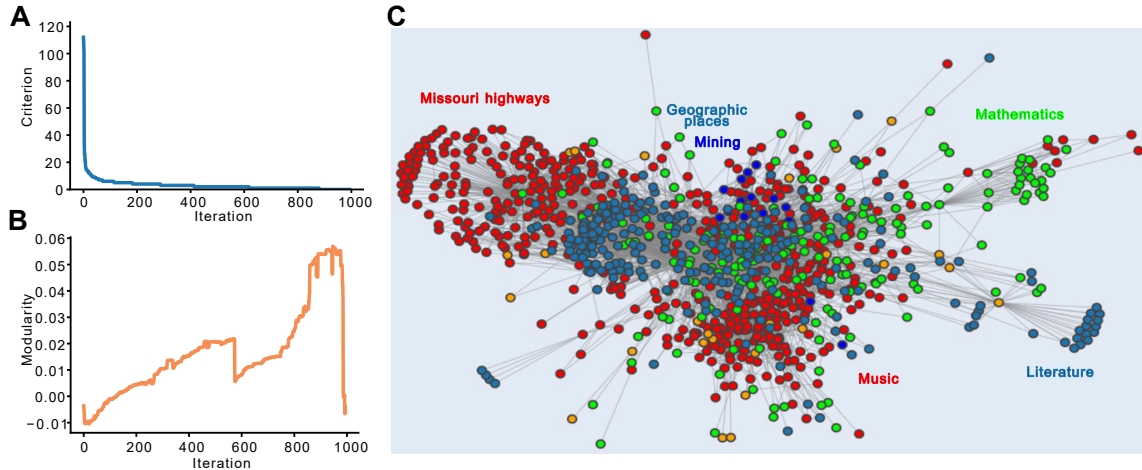 A
Criterion
120
100
80
60
40
20
0
0 200 400 600 800 1000
Iteration
B
Modularity
0.06
0.05
0.04
0.03
0.02
0.01
0.00
−0.01
0 200 400 600 800 1000
Iteration
C
Missouri highways
Geographic
places
Mining
Mathematics
Music
Literature